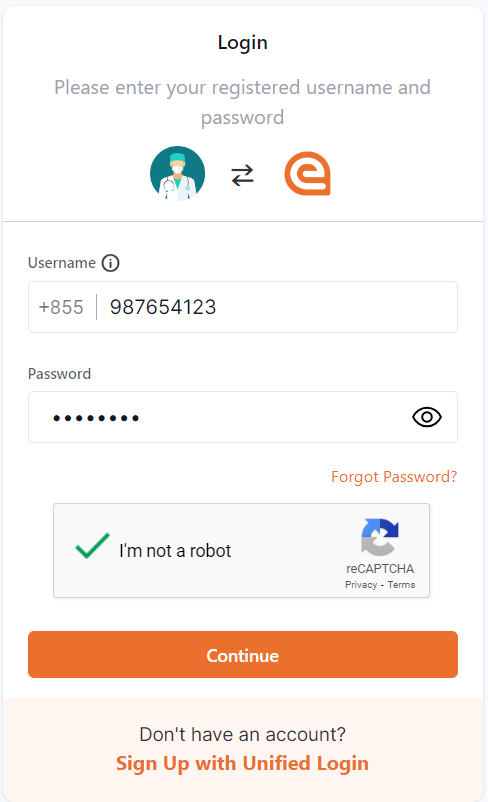 Login
Please enter your registered username and
password
Username
+855 987654123
Password
Forgot Password?
I'm not a robot
reCAPTCHA
Privacy - Terms
Continue
Don't have an account?
Sign Up with Unified Login